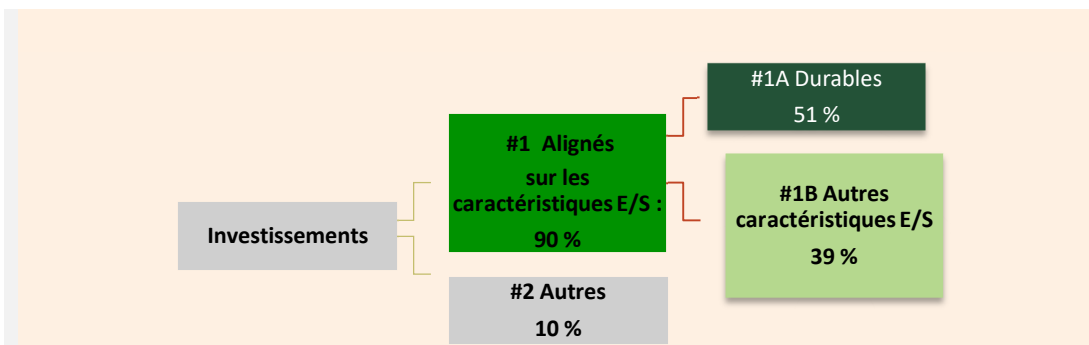 #1A Durables
51 %
#1 Alignés
sur les
caractéristiques E/S :
90 %
#1B Autres
caractéristiques E/S
39 %
Investissements
#2 Autres
10 %